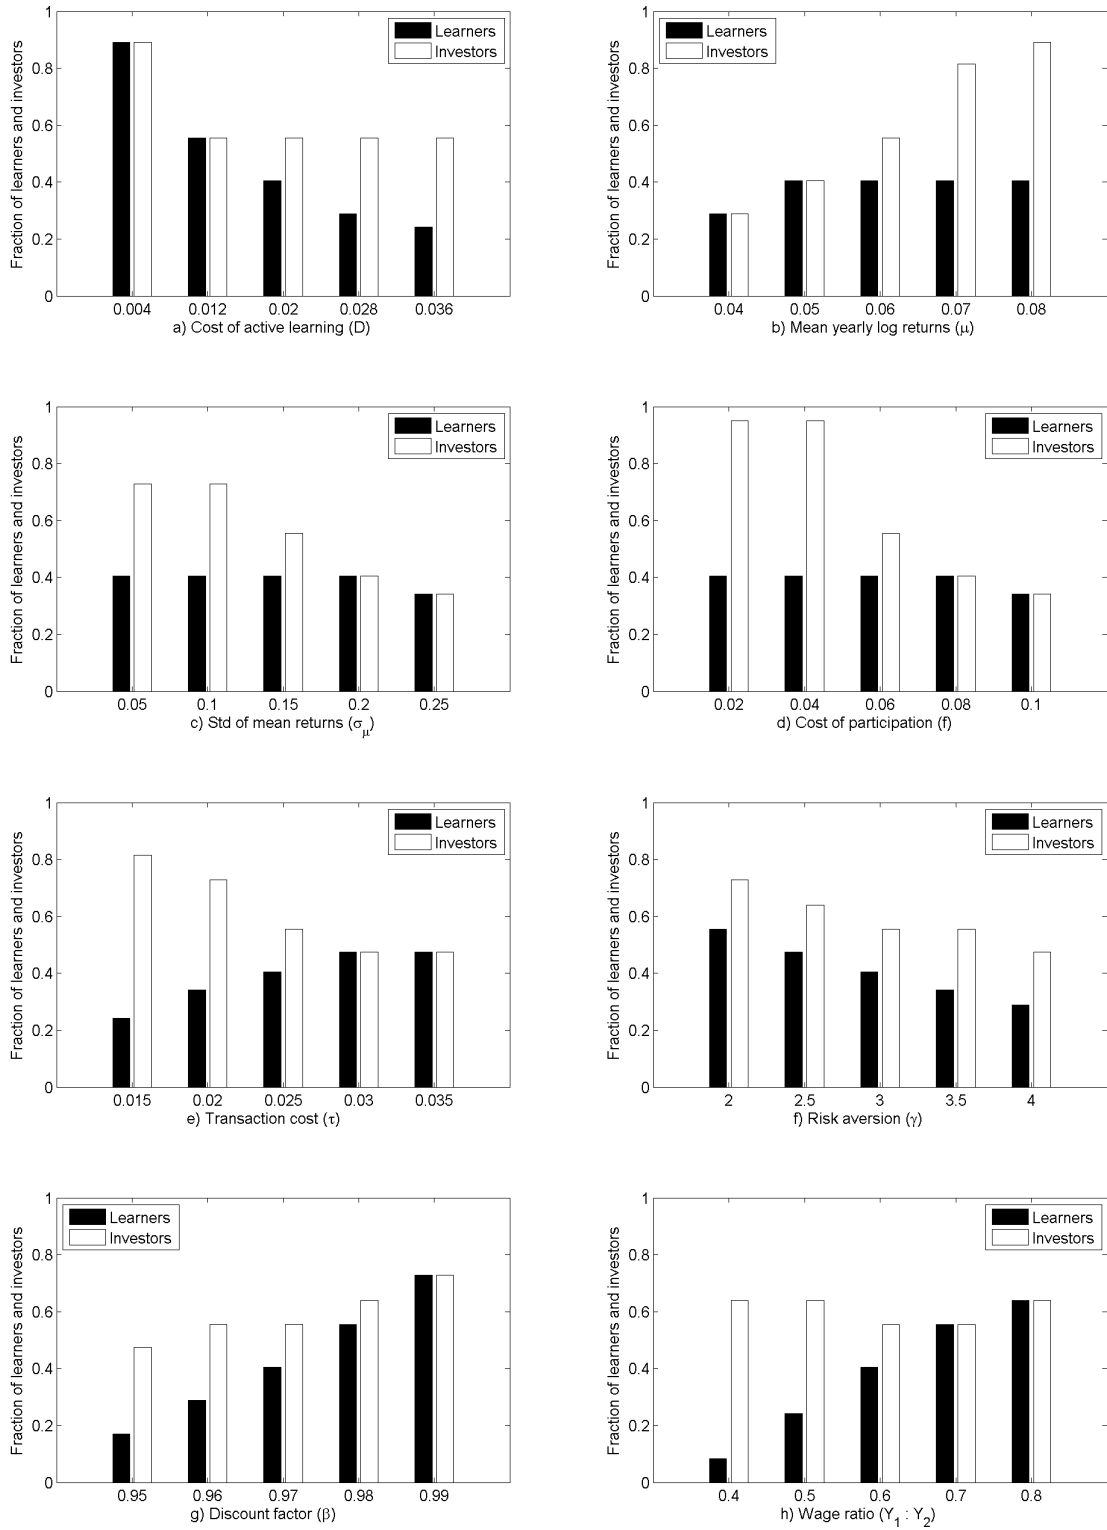 Fraction of learners and investors
1
0.8
0.6
0.4
0.2
0
Learners
Investors
0.004 0.012 0.02 0.028 0.036
a) Cost of active learning (D)
Fraction of learners and investors
1
0.8
0.6
0.4
0.2
0
Learners
Investors
0.04 0.05 0.06 0.07 0.08
b) Mean yearly log returns (μ)
Fraction of learners and investors
1
0.8
0.6
0.4
0.2
0
Learners
Investors
0.05 0.1 0.15 0.2 0.25
c) Std of mean returns (σμ)
Fraction of learners and investors
1
0.8
0.6
0.4
0.2
0
Learners
Investors
0.02 0.04 0.06 0.08 0.1
d) Cost of participation (f)
Fraction of learners and investors
1
0.8
0.6
0.4
0.2
0
Learners
Investors
0.015 0.02 0.025 0.03 0.035
e) Transaction cost (τ)
Fraction of learners and investors
1
0.8
0.6
0.4
0.2
0
Learners
Investors
2 2.5 3 3.5 4
f) Risk aversion (γ)
Fraction of learners and investors
1
0.8
0.6
0.4
0.2
0
Learners
Investors
0.95 0.96 0.97 0.98 0.99
g) Discount factor (β)
Fraction of learners and investors
1
0.8
0.6
0.4
0.2
0
Learners
Investors
0.4 0.5 0.6 0.7 0.8
h) Wage ratio (Y1 : Y2)